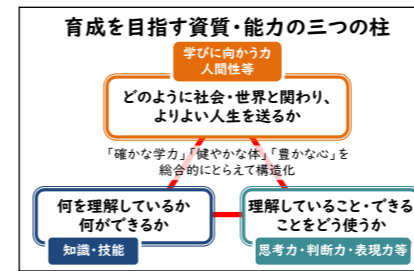 育成を目指す資質・能力の三つの柱
学びに向かう力
人間性等
どのように社会・世界と関わり、
よりよい人生を送るか
「確かな学力」「健やかな体」「豊かな心」を
総合的にとらえて構造化
何を理解しているか
何ができるか
知識・技能
理解していること・できる
ことをどう使うか
思考力・判断力・表現力等